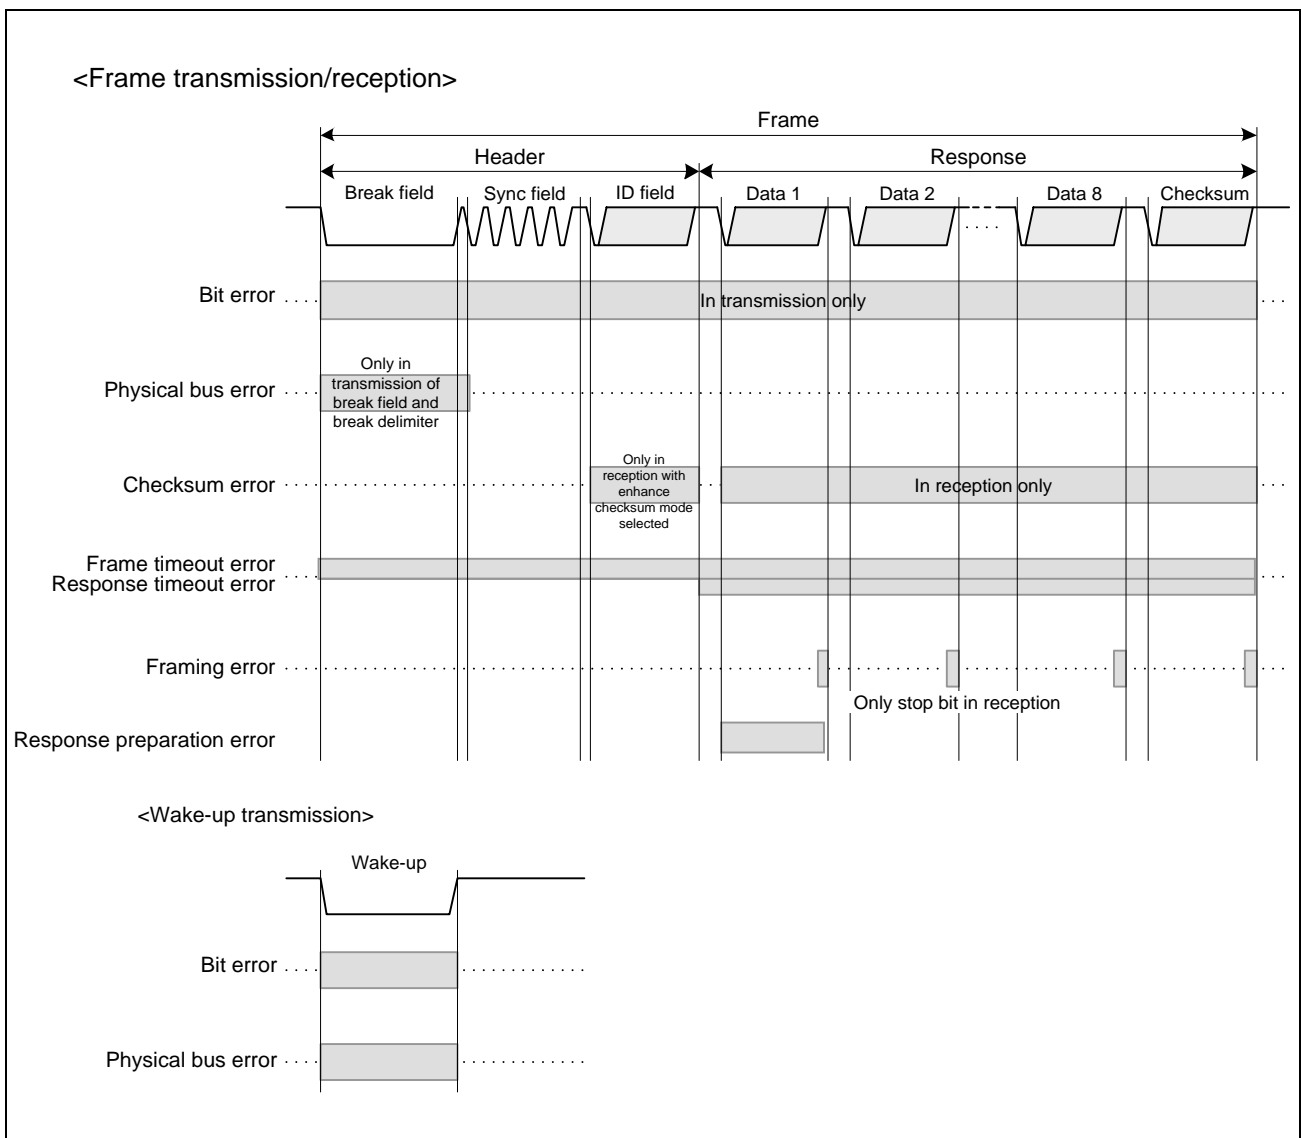 <Frame transmission/reception>
Frame
Header
Response
Break field
Sync field
ID field
Data 1
Data 2
Data 8
Checksum
Bit error
In transmission only
Physical bus error
Only in
transmission of
break field and
break delimiter
Checksum error
Only in
reception with
enhance
checksum mode
selected
In reception only
Frame timeout error
Response timeout error
Framing error
Only stop bit in reception
Response preparation error
<Wake-up transmission>
Wake-up
Bit error
Physical bus error